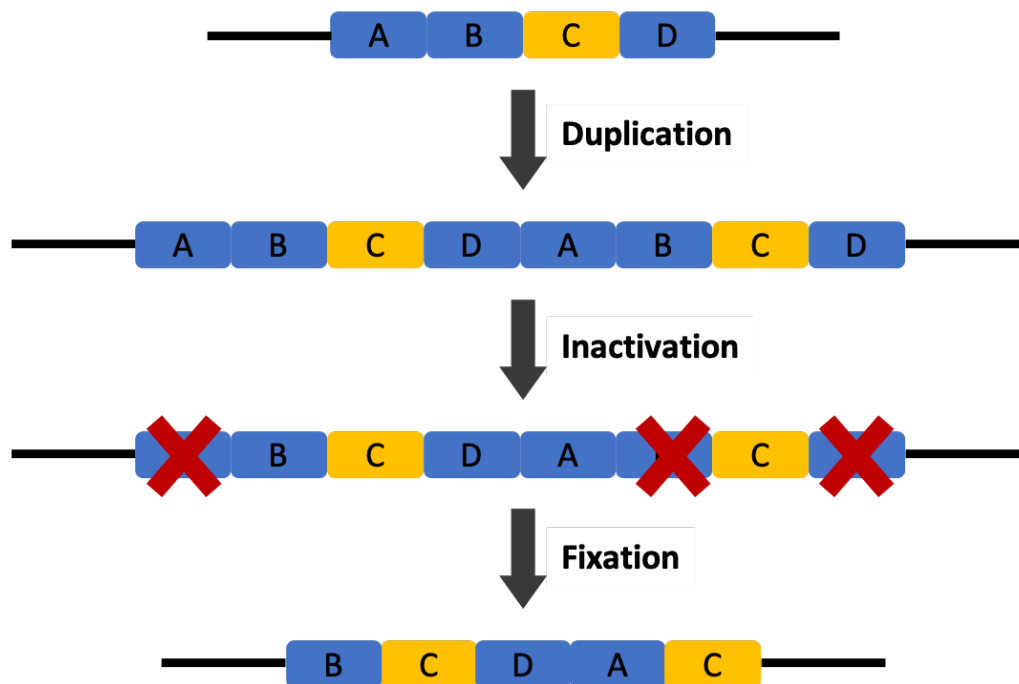 A B C D
Duplication
A B C D A B C D
Inactivation
B C D A C
Fixation
B C D A C